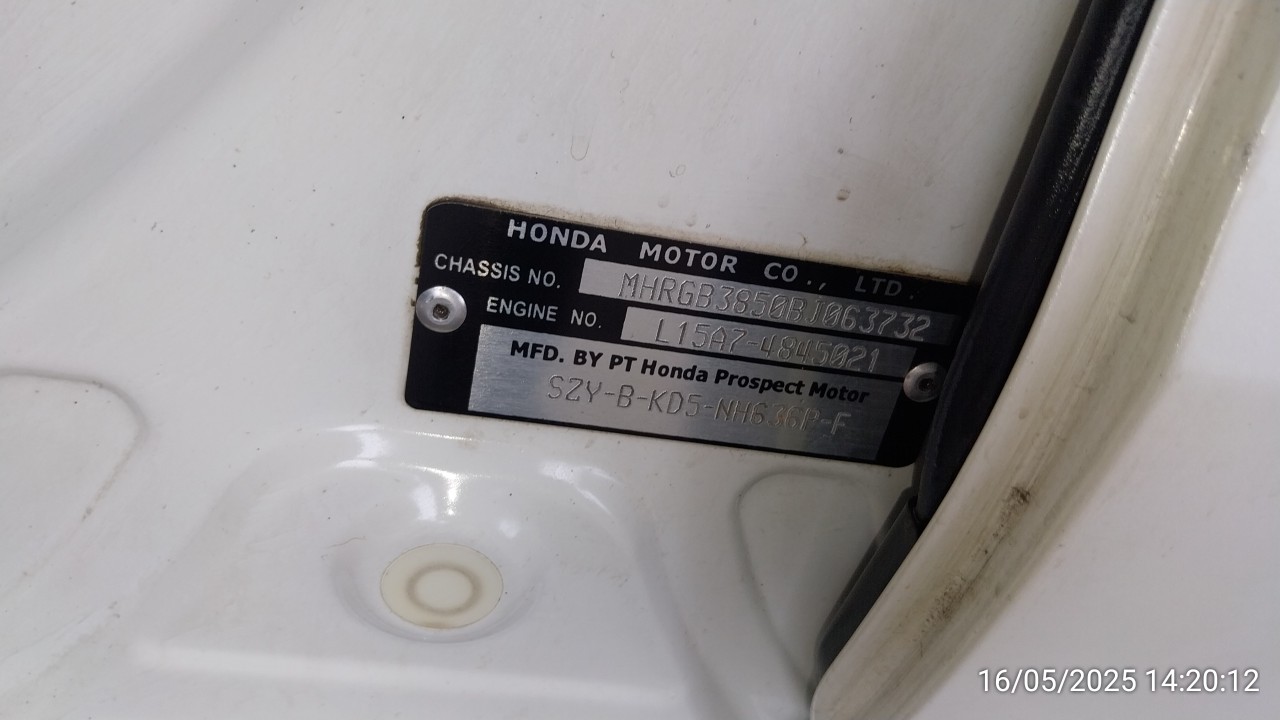 HONDA MOTOR CO., LTD.
CHASSIS NO. MHRGB3850BJ063732
ENGINE NO. L15A7-4845021
MFD. BY PT Honda Prospect Motor
SZY-B-KD5-NH636P-F
16/05/2025 14:20:12